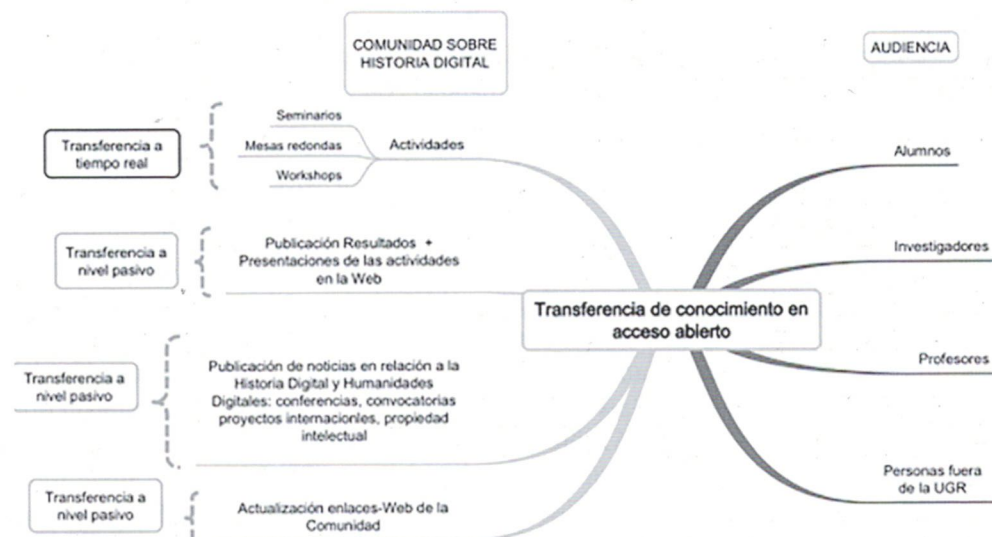 COMUNIDAD SOBRE
HISTORIA DIGITAL
AUDIENCIA
Transferencia a
tiempo real
Seminarios
Mesas redondas
Workshops
Actividades
Transferencia a
nivel pasivo
Publicación Resultados +
Presentaciones de las actividades
en la Web
Transferencia a
nivel pasivo
Publicación de noticias en relación a la
Historia Digital y Humanidades
Digitales: conferencias, convocatorias
proyectos internacionles, propiedad
intelectual
Transferencia a
nivel pasivo
Actualización enlaces-Web de la
Comunidad
Transferencia de conocimiento en
acceso abierto
Alumnos
Investigadores
Profesores
Personas fuera
de la UGR